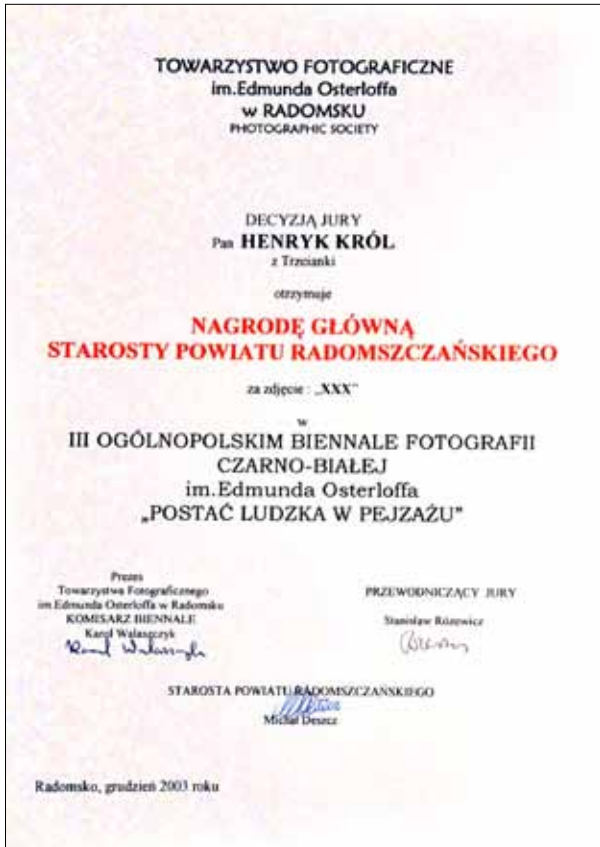 TOWARZYSTWO FOTOGRAFICZNE
im.Edmunda Osterloffa
w RADOMSKU
PHOTOGRAPHIC SOCIETY
DECYZJĄ JURY
Pan HENRYK KRÓL
z Trzcianki
otrzymuje
NAGRODĘ GŁÓWNĄ
STAROSTY POWIATU RADOMSZCZAŃSKIEGO
za zdjęcie : „XXX"
w
III OGÓLNOPOLSKIM BIENNALE FOTOGRAFII
CZARNO-BIAŁEJ
im.Edmunda Osterloffa
„POSTAĆ LUDZKA W PEJZAŻU"
Prezes
Towarzystwa Fotograficznego
im.Edmunda Osterloffa w Radomsku
KOMISARZ BIENNALE
Karol Walaszczyk
Karol Walaszczyk
PRZEWODNICZĄCY JURY
Stanisław Różewicz
STAROSTA POWIATU RADOMSZCZAŃSKIEGO
Michał Deszcz
Radomsko, grudzień 2003 roku